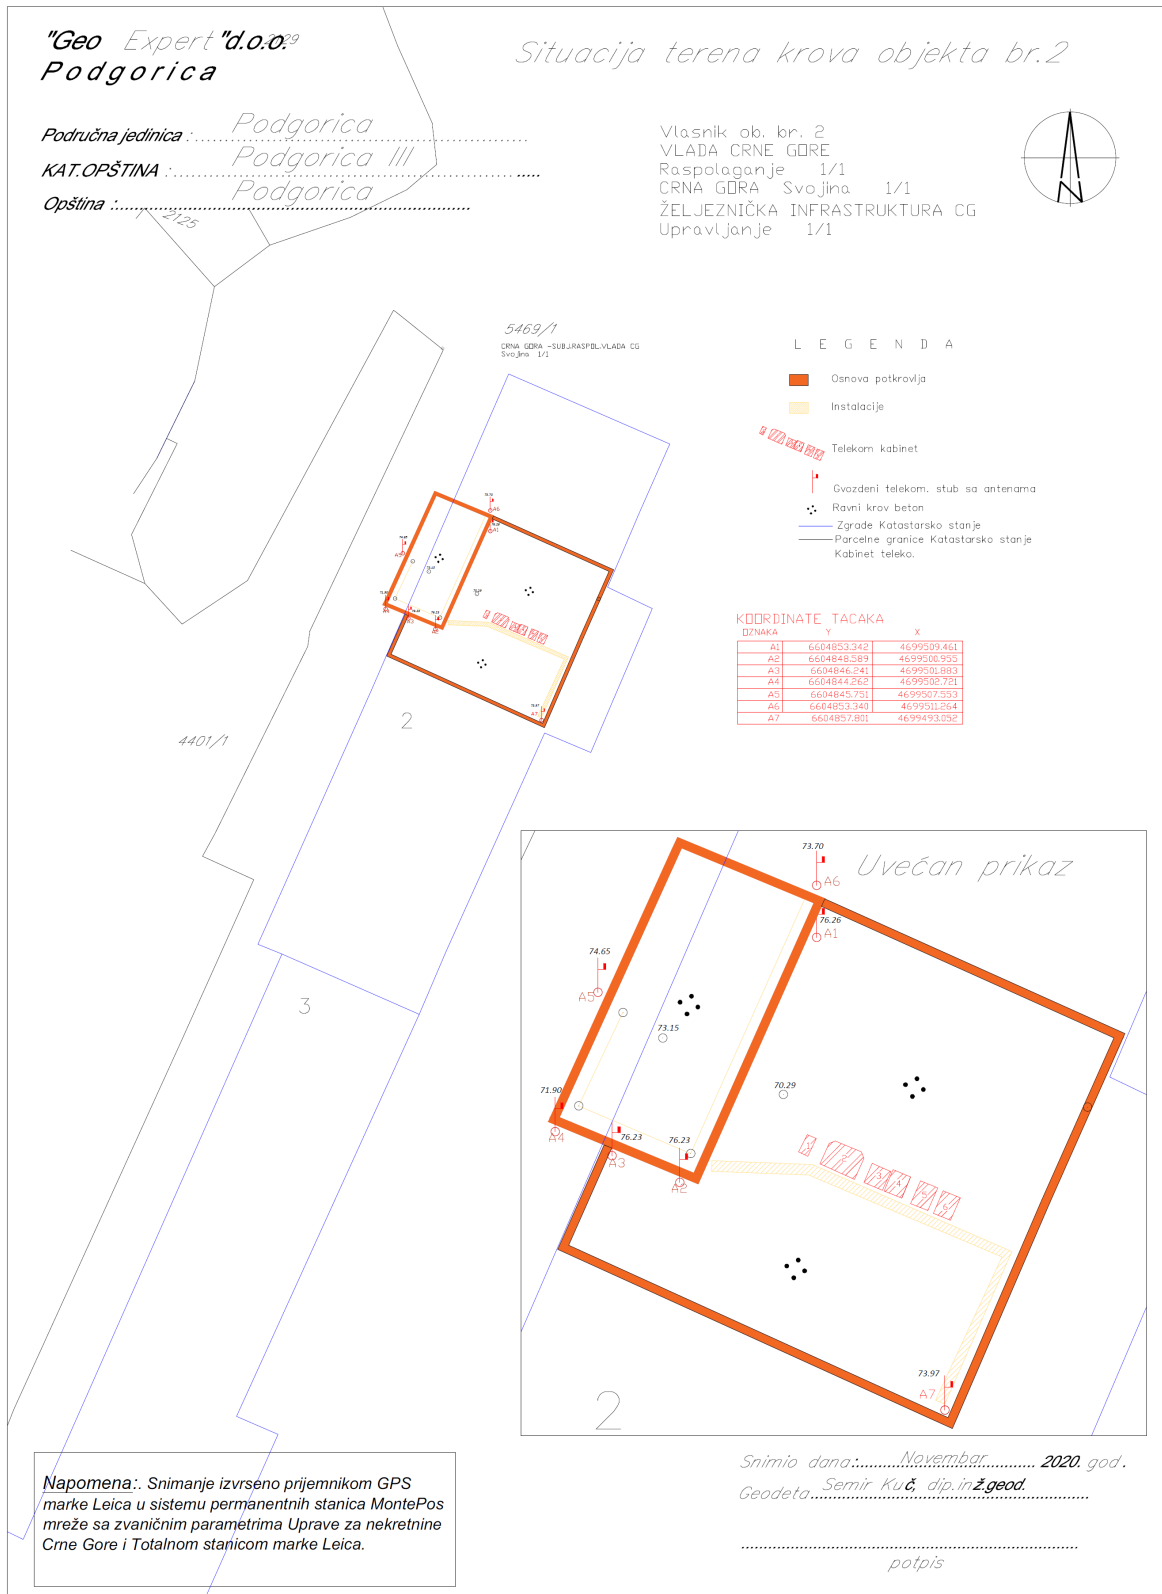 "Geo Expert "d.o.o.
2129
Podgorica
Situacija terena krova objekta br.2
Područna jedinica : Podgorica
KAT.OPŠTINA : Podgorica III
Opština : Podgorica
2125
Vlasnik ob. br. 2
VLADA CRNE GORE
Raspolaganje 1/1
CRNA GORA Svojina 1/1
ŽELJEZNIČKA INFRASTRUKTURA CG
Upravljanje 1/1
N
5469/1
CRNA GORA -SUBJ.RASPOL.VLADA CG
Svojina 1/1
L E G E N D A
Osnova potkrovlja
Instalacije
Telekom kabinet
Gvozdeni telekom. stub sa antenama
Ravni krov beton
Zgrade Katastarsko stanje
Parcelne granice Katastarsko stanje
Kabinet teleko.
KOORDINATE TACAKA
OZNAKA Y X
A1 6604853.342 4699509.461
A2 6604848.589 4699500.955
A3 6604846.241 4699501.883
A4 6604844.262 4699502.721
A5 6604845.751 4699507.553
A6 6604853.340 4699511.264
A7 6604857.801 4699493.052
2
4401/1
3
Uvećan prikaz
73.70
A6
76.26
A1
74.65
A5
73.15
70.29
71.90
A4
76.23
A3
76.23
A2
4
73.97
A7
2
Napomena:. Snimanje izvrseno prijemnikom GPS
marke Leica u sistemu permanentnih stanica MontePos
mreže sa zvaničnim parametrima Uprave za nekretnine
Crne Gore i Totalnom stanicom marke Leica.
Snimio dana: Novembar 2020. god.
Geodeta Semir Kuč, dip.inž.geod.
potpis